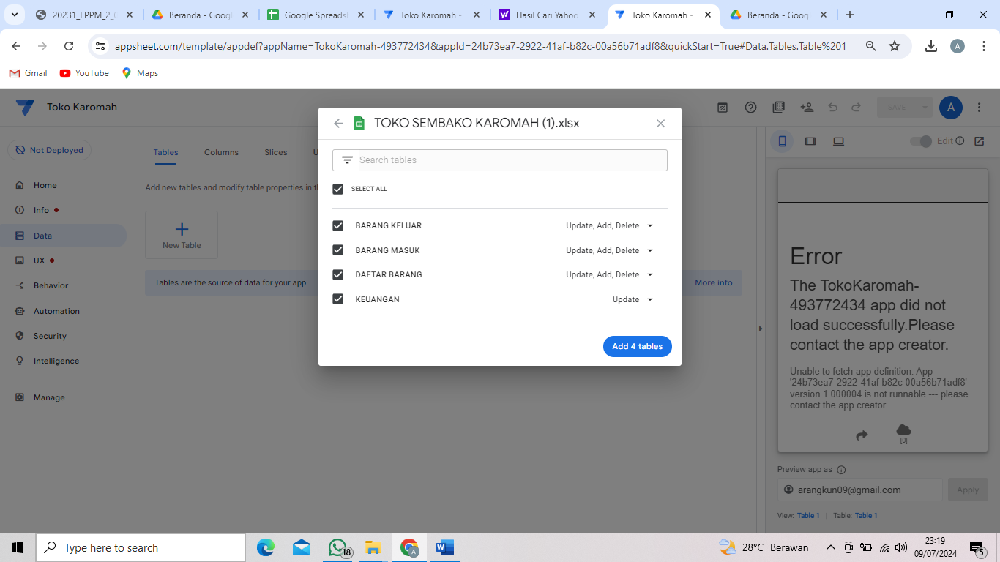 20231_LPPM_2_
Beranda - Googl
Google Spreads
Toko Karomah -
Hasil Cari Yahoo
Toko Karomah -
Beranda - Googl
appsheet.com/template/appdef?appName=TokoKaromah-493772434&appId=24b73ea7-2922-41af-b82c-00a56b71adf8&quickStart=True#Data.Tables.Table%201
A
Gmail
YouTube
Maps
Toko Karomah
SAVE
A
Not Deployed
Tables
Columns
Slices
U
Edit
Home
Info
Data
UX
Behavior
Automation
Security
Intelligence
Manage
Add new tables and modify table properties in th
New Table
Tables are the source of data for your app.
More info
TOKO SEMBAKO KAROMAH (1).xlsx
Search tables
SELECT ALL
BARANG KELUAR Update, Add, Delete
BARANG MASUK Update, Add, Delete
DAFTAR BARANG Update, Add, Delete
KEUANGAN Update
Add 4 tables
Error
The TokoKaromah-
493772434 app did not
load successfully.Please
contact the app creator.
Unable to fetch app definition. App
'24b73ea7-2922-41af-b82c-00a56b71adf8'
version 1.000004 is not runnable --- please
contact the app creator.
[0]
Preview app as
arangkun09@gmail.com
Apply
View: Table 1 | Table: Table 1
Type here to search
18
A
W
28°C Berawan
23:19
09/07/2024
5